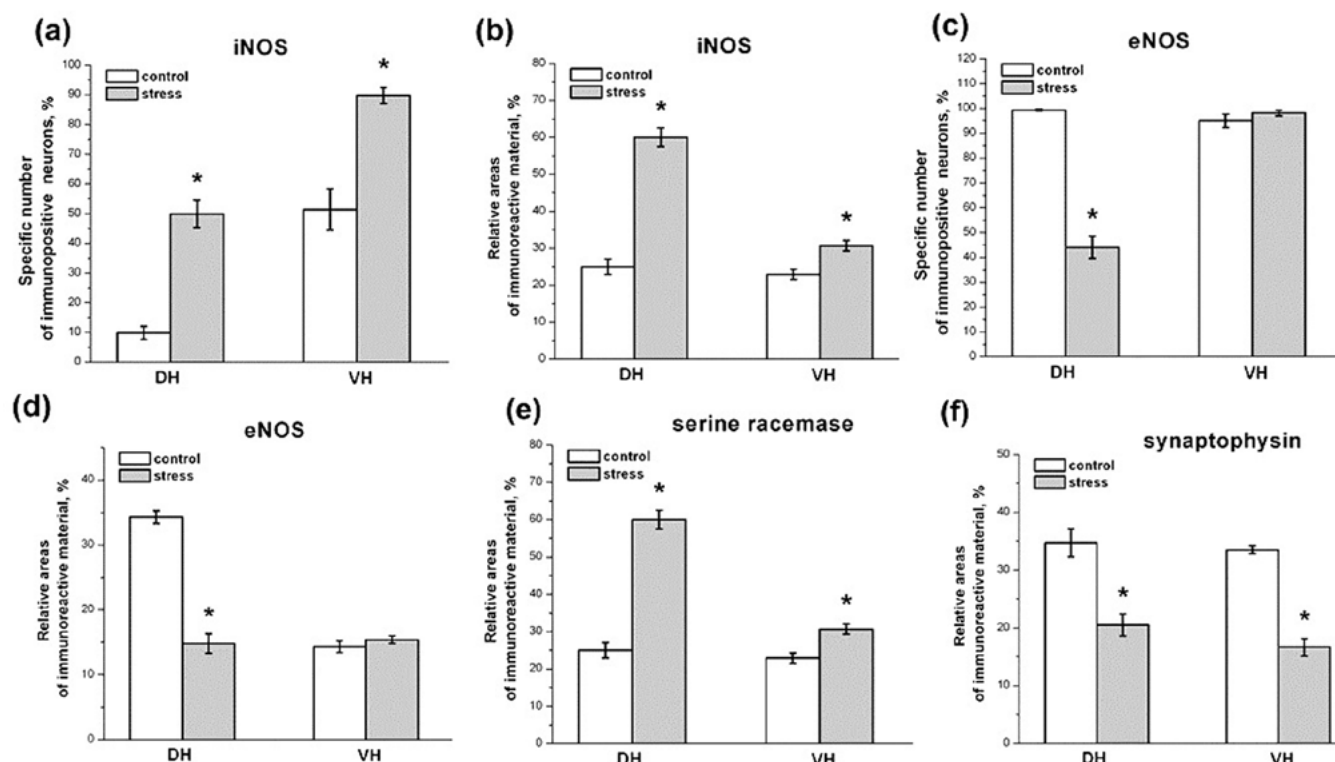 (a)
iNOS
control
stress
Specific number
of immunopositive neurons, %
100
90
80
70
60
50
40
30
20
10
0
*
*
DH
VH
(b)
iNOS
control
stress
Relative areas
of immunoreactive material, %
80
70
60
50
40
30
20
10
0
*
*
DH
VH
(c)
eNOS
control
stress
Specific number
of immunopositive neurons, %
120
110
100
90
80
70
60
50
40
30
20
10
0
*
DH
VH
(d)
eNOS
control
stress
Relative areas
of immunoreactive material, %
40
30
20
10
0
*
DH
VH
(e)
serine racemase
control
stress
Relative areas
of immunoreactive material, %
80
70
60
50
40
30
20
10
0
*
*
DH
VH
(f)
synaptophysin
control
stress
Relative areas
of immunoreactive material, %
50
40
30
20
10
0
*
*
DH
VH